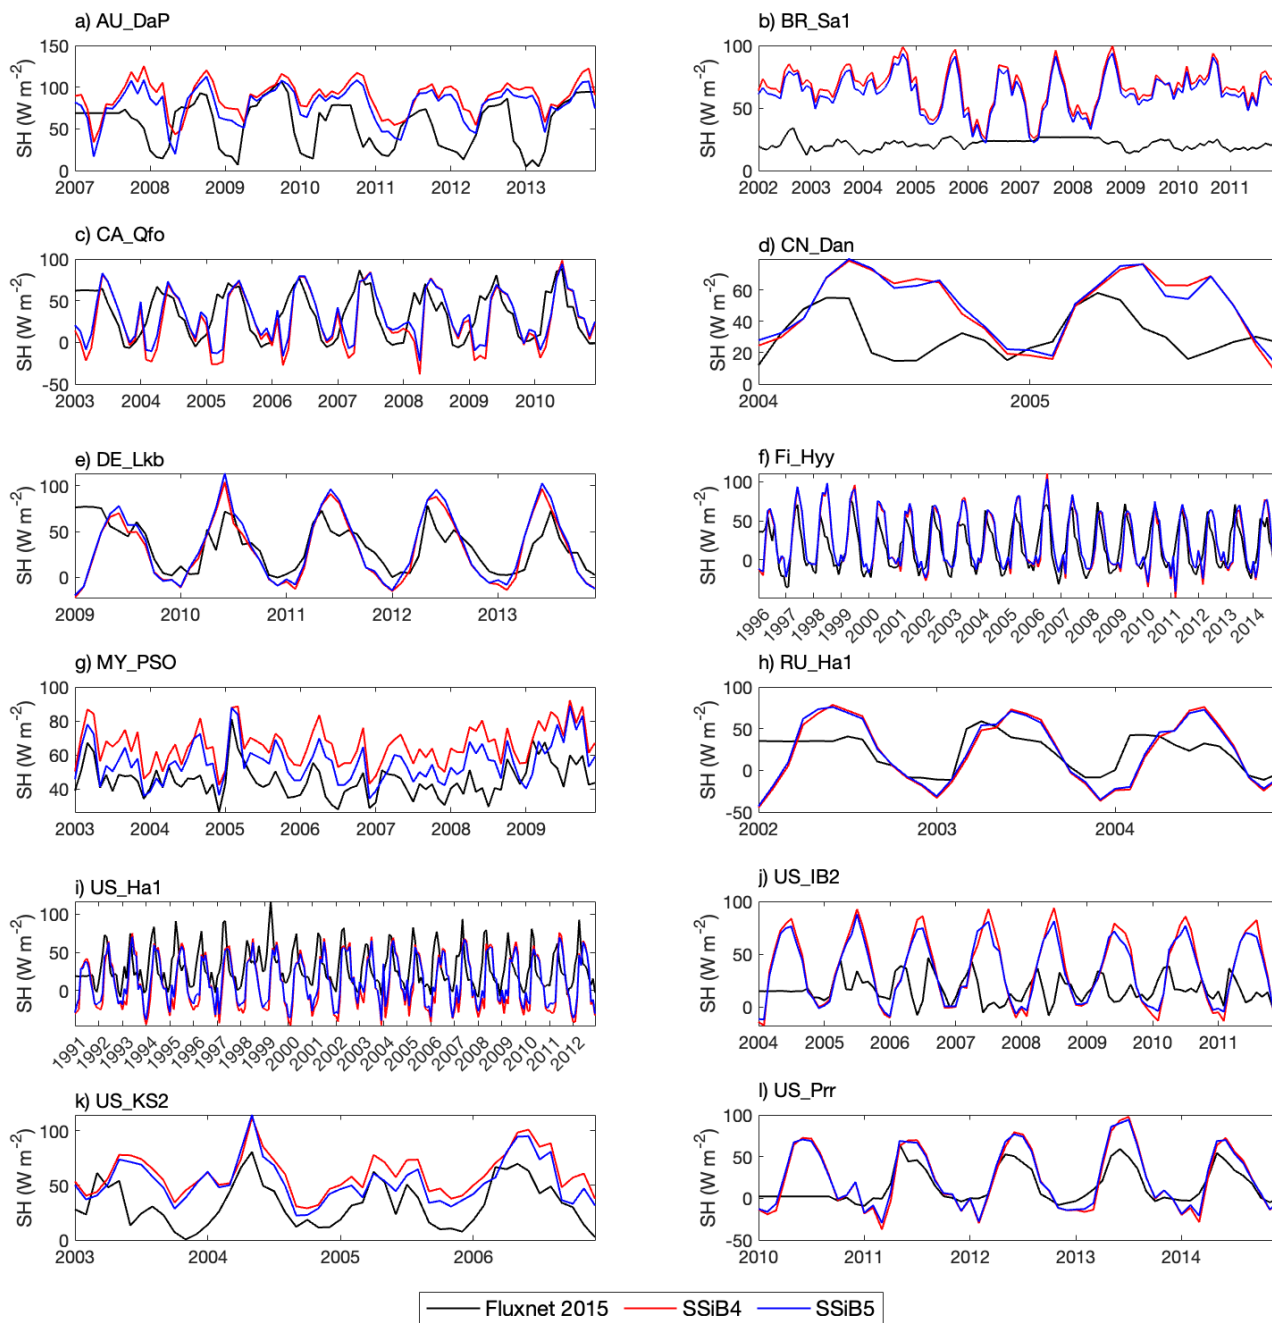 a) AU_DaP
SH (W m-2)
150
100
50
0
2007 2008 2009 2010 2011 2012 2013
b) BR_Sa1
SH (W m-2)
100
50
0
2002 2003 2004 2005 2006 2007 2008 2009 2010 2011
c) CA_Qfo
SH (W m-2)
100
50
0
-50
2003 2004 2005 2006 2007 2008 2009 2010
d) CN_Dan
SH (W m-2)
60
40
20
0
2004 2005
e) DE_Lkb
SH (W m-2)
100
50
0
2009 2010 2011 2012 2013
f) Fi_Hyy
SH (W m-2)
100
50
0
1996 1997 1998 1999 2000 2001 2002 2003 2004 2005 2006 2007 2008 2009 2010 2011 2012 2013 2014
g) MY_PSO
SH (W m-2)
100
80
60
40
2003 2004 2005 2006 2007 2008 2009
h) RU_Ha1
SH (W m-2)
100
50
0
-50
2002 2003 2004
i) US_Ha1
SH (W m-2)
100
50
0
1991 1992 1993 1994 1995 1996 1997 1998 1999 2000 2001 2002 2003 2004 2005 2006 2007 2008 2009 2010 2011 2012
j) US_IB2
SH (W m-2)
100
50
0
2004 2005 2006 2007 2008 2009 2010 2011
k) US_KS2
SH (W m-2)
100
50
0
2003 2004 2005 2006
l) US_Prr
SH (W m-2)
100
50
0
-50
2010 2011 2012 2013 2014
Fluxnet 2015 SSiB4 SSiB5